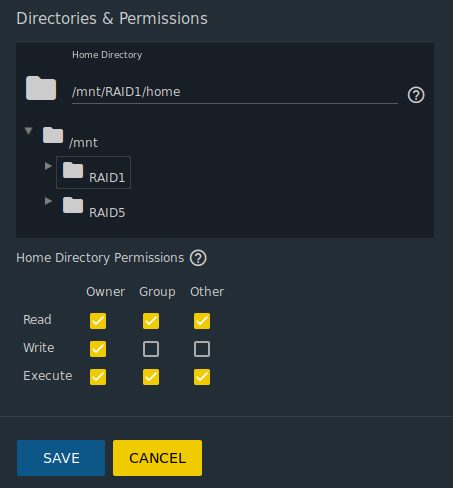 Directories & Permissions
Home Directory
/mnt/RAID1/home
/mnt
RAID1
RAID5
Home Directory Permissions
Owner Group Other
Read
Write
Execute
SAVE CANCEL